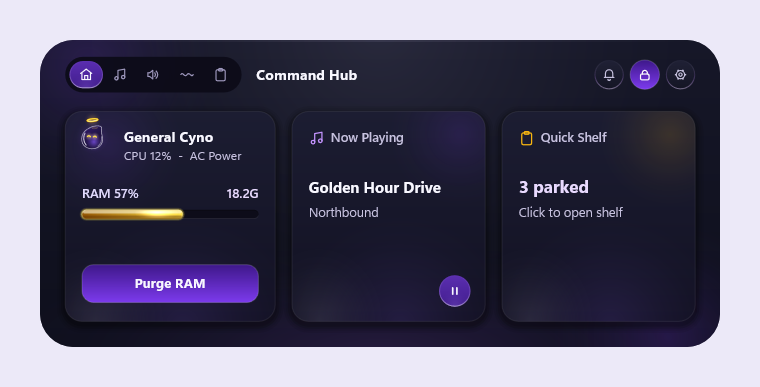 Command Hub
General Cyno
CPU 12% - AC Power
RAM 57% 18.2G
Purge RAM
Now Playing
Golden Hour Drive
Northbound
Quick Shelf
3 parked
Click to open shelf